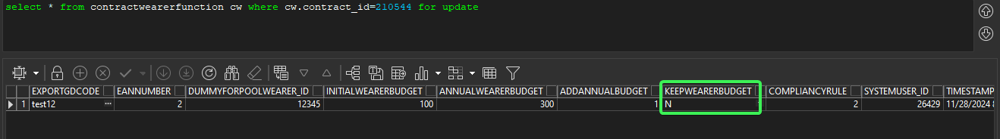 select * from contractwearerfunction cw where cw.contract_id=210544 for update
EXPORTGDCODE EANNUMBER DUMMYFORPOOLWEARER_ID INITIALWEARERBUDGET ANNUALWEARERBUDGET ADDANNUALBUDGET KEEPWEARERBUDGET COMPLIANCYRULE SYSTEMUSER_ID TIMESTAMP
1 test12 ... 2 12345 100 300 1 N 2 26429 11/28/2024 8